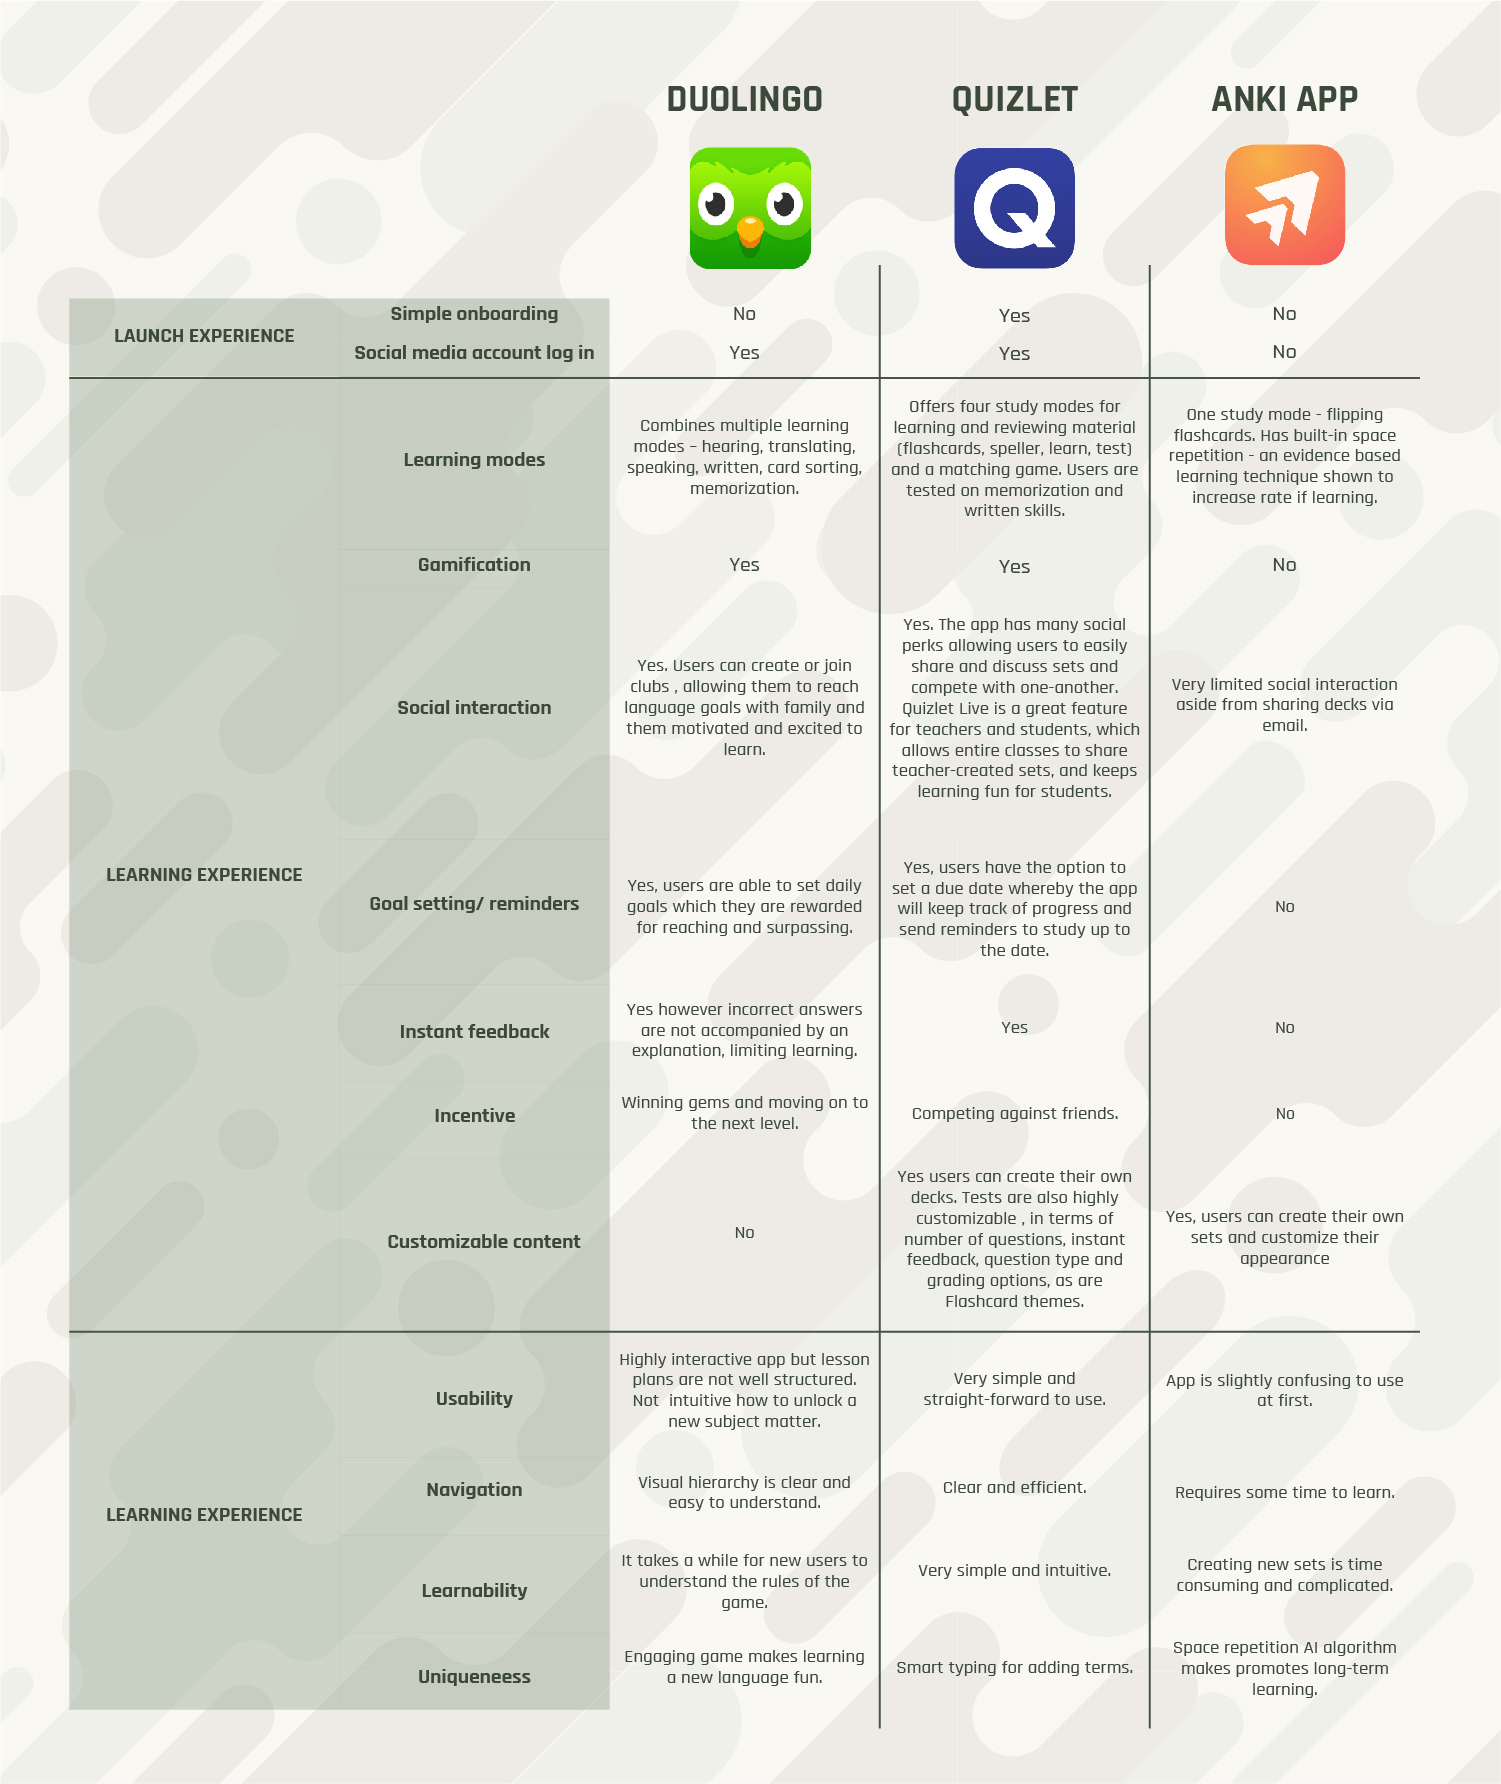 DUOLINGO
QUIZLET
ANKI APP
LAUNCH EXPERIENCE
Simple onboarding
No
Yes
No
Social media account log in
Yes
Yes
No
LEARNING EXPERIENCE
Learning modes
Combines multiple learning
modes – hearing, translating,
speaking, written, card sorting,
memorization.
Offers four study modes for
learning and reviewing material
(flashcards, speller, learn, test)
and a matching game. Users are
tested on memorization and
written skills.
One study mode - flipping
flashcards. Has built-in space
repetition - an evidence based
learning technique shown to
increase rate if learning.
Gamification
Yes
Yes
No
Social interaction
Yes. Users can create or join
clubs , allowing them to reach
language goals with family and
them motivated and excited to
learn.
Yes. The app has many social
perks allowing users to easily
share and discuss sets and
compete with one-another.
Quizlet Live is a great feature
for teachers and students, which
allows entire classes to share
teacher-created sets, and keeps
learning fun for students.
Very limited social interaction
aside from sharing decks via
email.
Goal setting/ reminders
Yes, users are able to set daily
goals which they are rewarded
for reaching and surpassing.
Yes, users have the option to
set a due date whereby the app
will keep track of progress and
send reminders to study up to
the date.
No
Instant feedback
Yes however incorrect answers
are not accompanied by an
explanation, limiting learning.
Yes
No
Incentive
Winning gems and moving on to
the next level.
Competing against friends.
No
Customizable content
No
Yes users can create their own
decks. Tests are also highly
customizable , in terms of
number of questions, instant
feedback, question type and
grading options, as are
Flashcard themes.
Yes, users can create their own
sets and customize their
appearance
LEARNING EXPERIENCE
Usability
Highly interactive app but lesson
plans are not well structured.
Not  intuitive how to unlock a
new subject matter.
Very simple and
straight-forward to use.
App is slightly confusing to use
at first.
Navigation
Visual hierarchy is clear and
easy to understand.
Clear and efficient.
Requires some time to learn.
Learnability
It takes a while for new users to
understand the rules of the
game.
Very simple and intuitive.
Creating new sets is time
consuming and complicated.
Uniqueneess
Engaging game makes learning
a new language fun.
Smart typing for adding terms.
Space repetition AI algorithm
makes promotes long-term
learning.